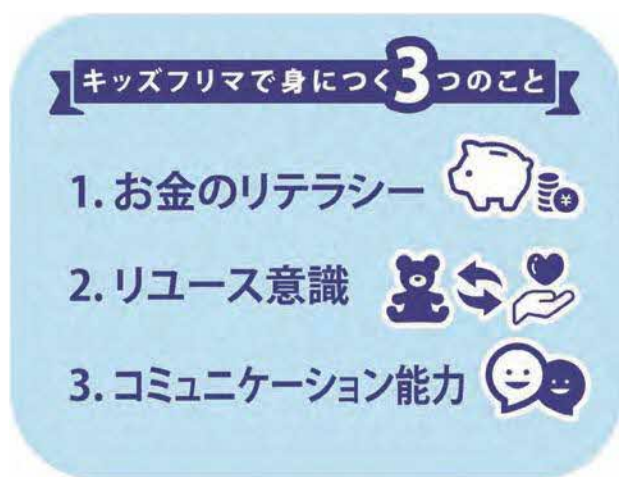 キッズフリマで身につく3つのこと
1. お金のリテラシー
¥
2. リユース意識
3. コミュニケーション能力